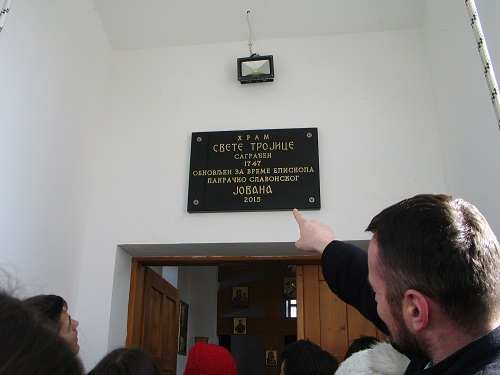 ХРАМ
СВЕТЕ ТРОЈИЦЕ
САГРАЂЕН
1747
ОБНОВЉЕН ЗА ВРЕМЕ ЕПИСКОПА
ПАКРАЧКО СЛАВОНСКОГ
ЈОВАНА
2015